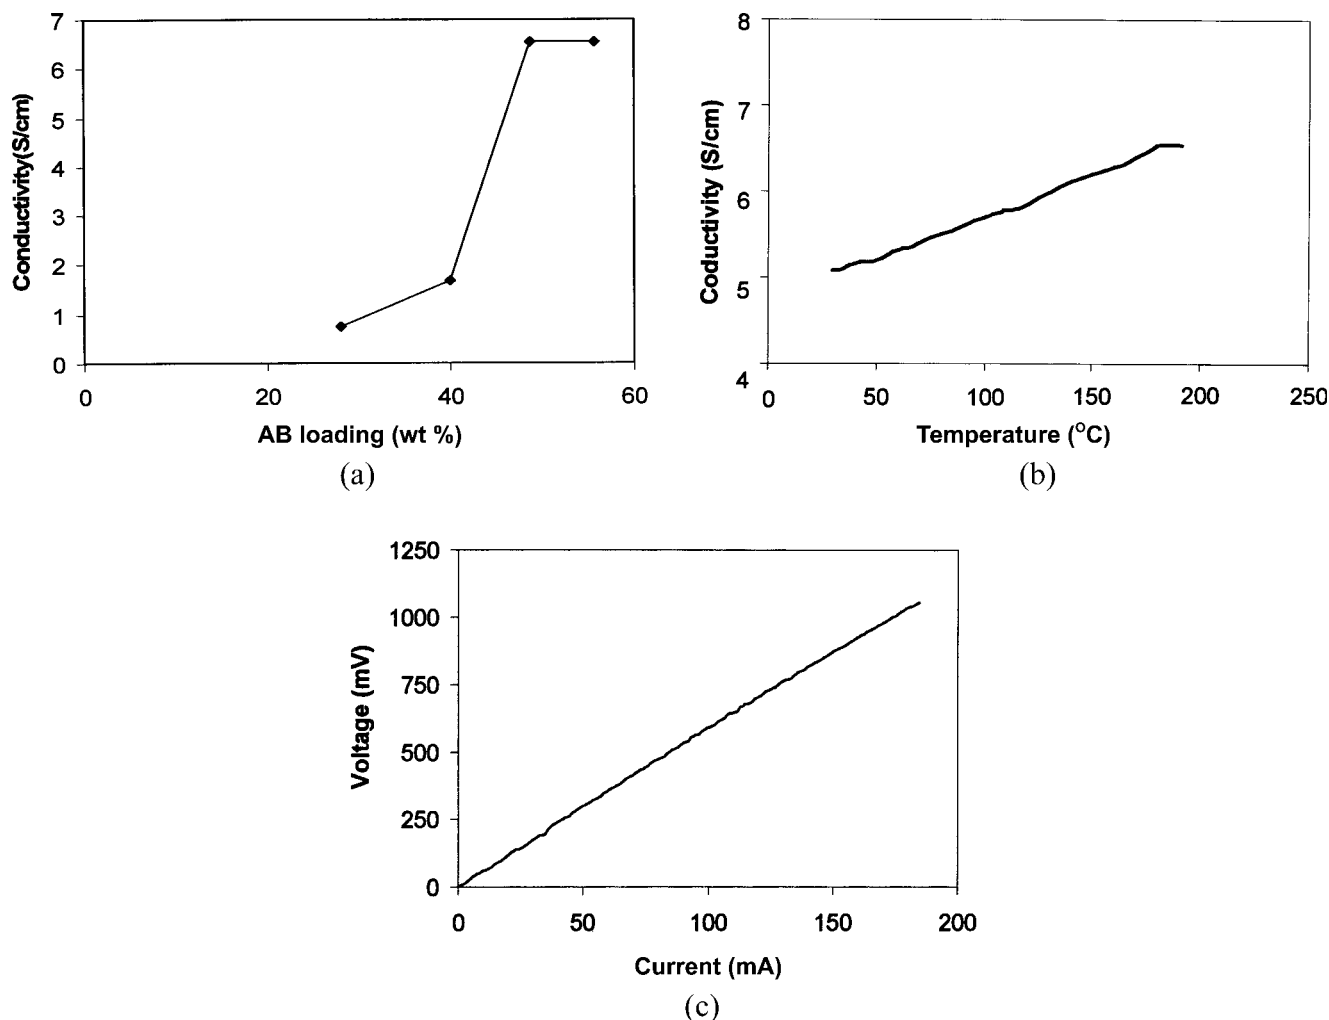 7
6
5
4
3
2
1
0
Conductivity(S/cm)
0 20 40 60
AB loading (wt %)
(a)
8
7
6
5
4
Coductivity (S/cm)
0 50 100 150 200 250
Temperature (°C)
(b)
1250
1000
750
500
250
0
Voltage (mV)
0 50 100 150 200
Current (mA)
(c)